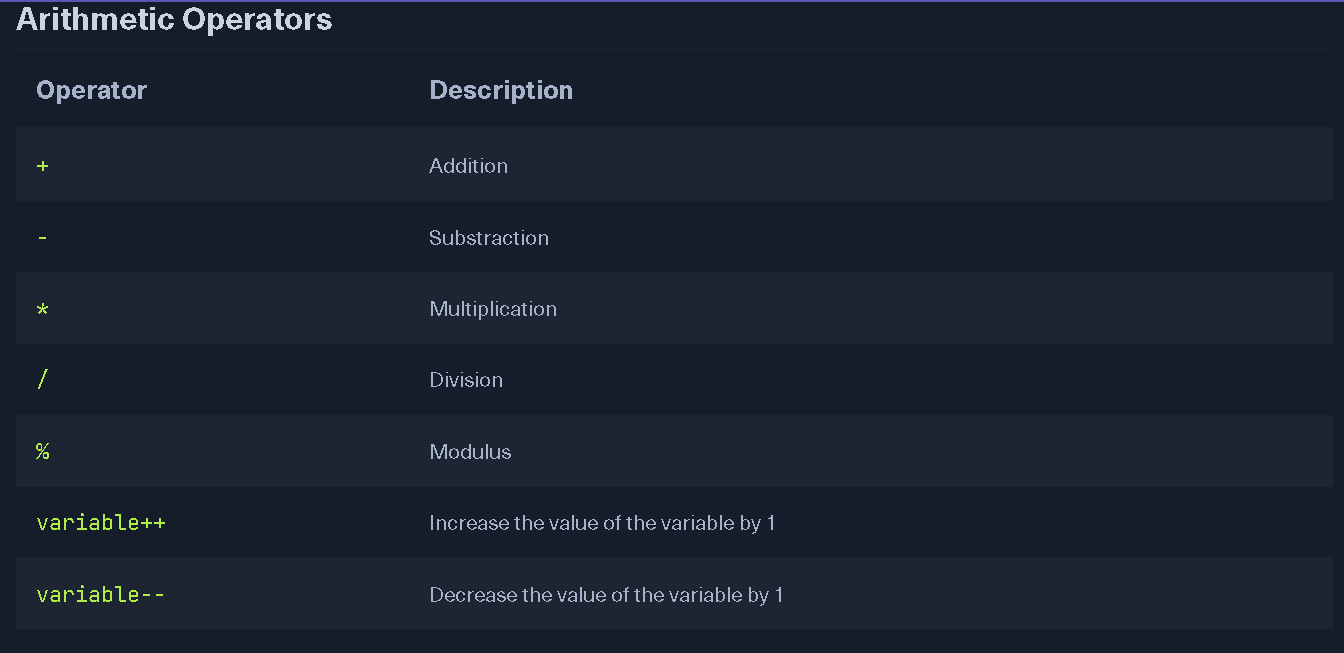 Arithmetic Operators
Operator Description
+ Addition
- Substraction
* Multiplication
/ Division
% Modulus
variable++ Increase the value of the variable by 1
variable-- Decrease the value of the variable by 1